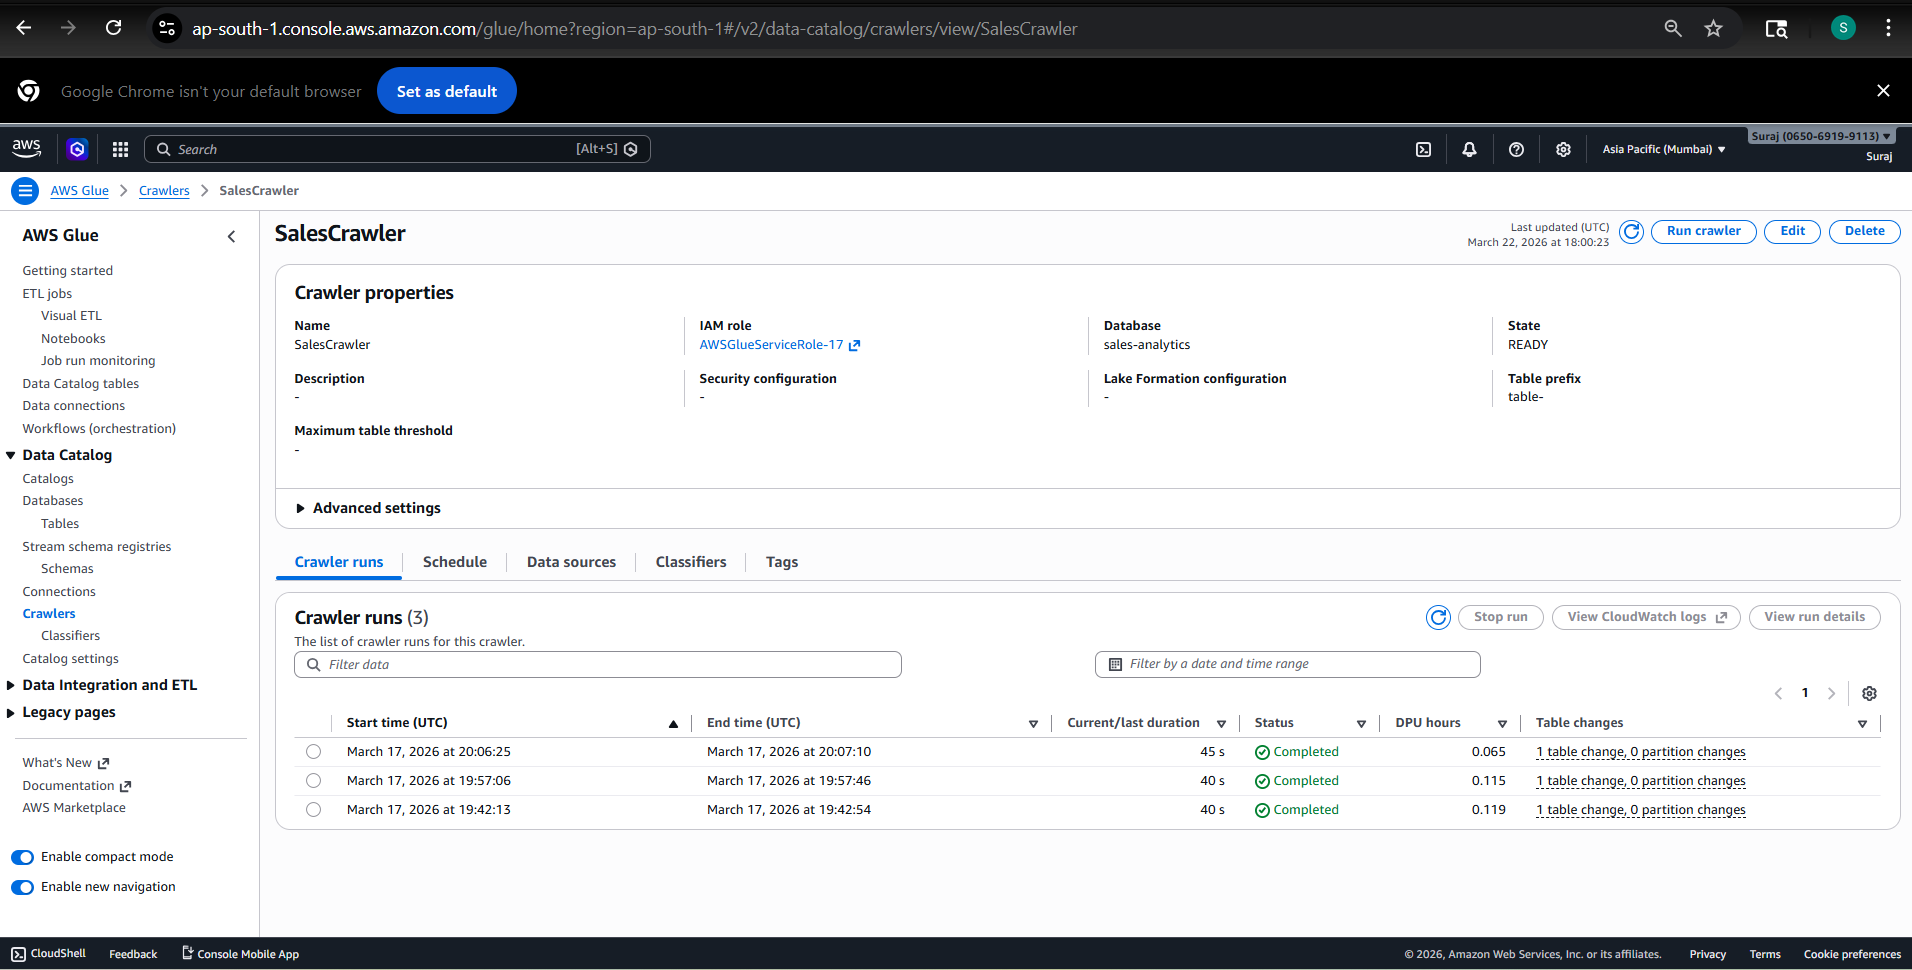 ap-south-1.console.aws.amazon.com/glue/home?region=ap-south-1#/v2/data-catalog/crawlers/view/SalesCrawler
S
Google Chrome isn't your default browser
Set as default
aws
Search
[Alt+S]
Asia Pacific (Mumbai)
Suraj (0650-6919-9113)
Suraj
AWS Glue
Crawlers
SalesCrawler
AWS Glue
Getting started
ETL jobs
Visual ETL
Notebooks
Job run monitoring
Data Catalog tables
Data connections
Workflows (orchestration)
Data Catalog
Catalogs
Databases
Tables
Stream schema registries
Schemas
Connections
Crawlers
Classifiers
Catalog settings
Data Integration and ETL
Legacy pages
What's New
Documentation
AWS Marketplace
Enable compact mode
Enable new navigation
SalesCrawler
Last updated (UTC)
March 22, 2026 at 18:00:23
Run crawler
Edit
Delete
Crawler properties
Name
SalesCrawler
IAM role
AWSGlueServiceRole-17
Database
sales-analytics
State
READY
Description
-
Security configuration
-
Lake Formation configuration
-
Table prefix
table-
Maximum table threshold
-
Advanced settings
Crawler runs
Schedule
Data sources
Classifiers
Tags
Crawler runs (3)
The list of crawler runs for this crawler.
Stop run
View CloudWatch logs
View run details
Filter data
Filter by a date and time range
1
Start time (UTC) End time (UTC) Current/last duration Status DPU hours Table changes
March 17, 2026 at 20:06:25 March 17, 2026 at 20:07:10 45 s Completed 0.065 1 table change, 0 partition changes
March 17, 2026 at 19:57:06 March 17, 2026 at 19:57:46 40 s Completed 0.115 1 table change, 0 partition changes
March 17, 2026 at 19:42:13 March 17, 2026 at 19:42:54 40 s Completed 0.119 1 table change, 0 partition changes
CloudShell
Feedback
Console Mobile App
© 2026, Amazon Web Services, Inc. or its affiliates.
Privacy
Terms
Cookie preferences